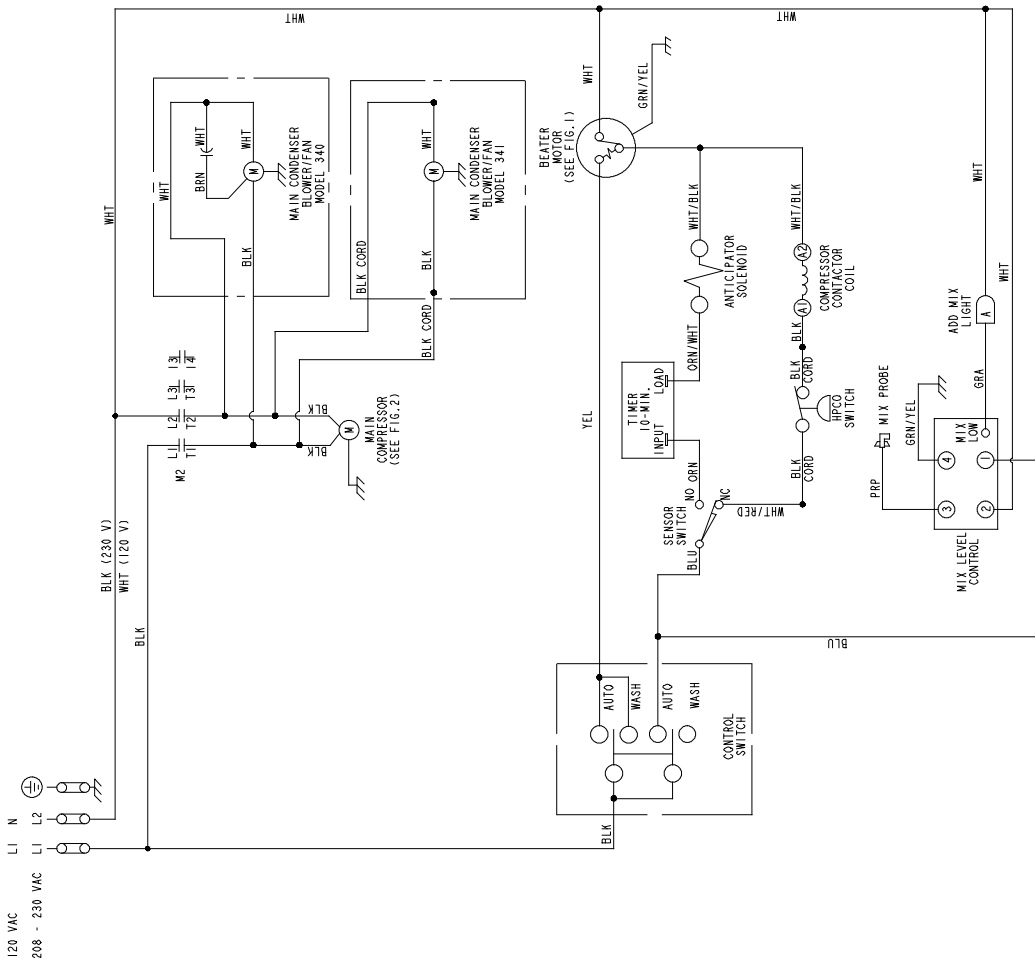 WHT
WHT
WHT
WHT
WHT
BRN
WHT
WHT
M
MAIN CONDENSER
BLOWER/FAN
MODEL 340
BLK
BLK CORD
WHT
M
MAIN CONDENSER
BLOWER/FAN
MODEL 341
BLK
BLK CORD
L1
T1
L2
T2
L3
T3
13
14
M2
BLK
BLK
M
MAIN
COMPRESSOR
(SEE FIG.2)
BLK (230 V)
WHT (120 V)
BLK
WHT
GRN/YEL
BEATER
MOTOR
(SEE FIG.1)
YEL
WHT/BLK
ANTICIPATOR
SOLENOID
ORN/WHT
TIMER
10-MIN.
INPUT
LOAD
NO
ORN
NC
SENSOR
SWITCH
BLU
WHT/RED
WHT/BLK
A2
A1
COMPRESSOR
CONTACTOR
COIL
BLK
BLK
CORD
HPCO
SWITCH
BLK
CORD
WHT
WHT
ADD MIX
LIGHT
A
GRA
MIX PROBE
PRP
GRN/YEL
MIX
LOW
4
1
3
2
MIX LEVEL
CONTROL
BLU
AUTO
WASH
AUTO
WASH
CONTROL
SWITCH
BLK
120 VAC
L1
N
208 - 230 VAC
L1
L2